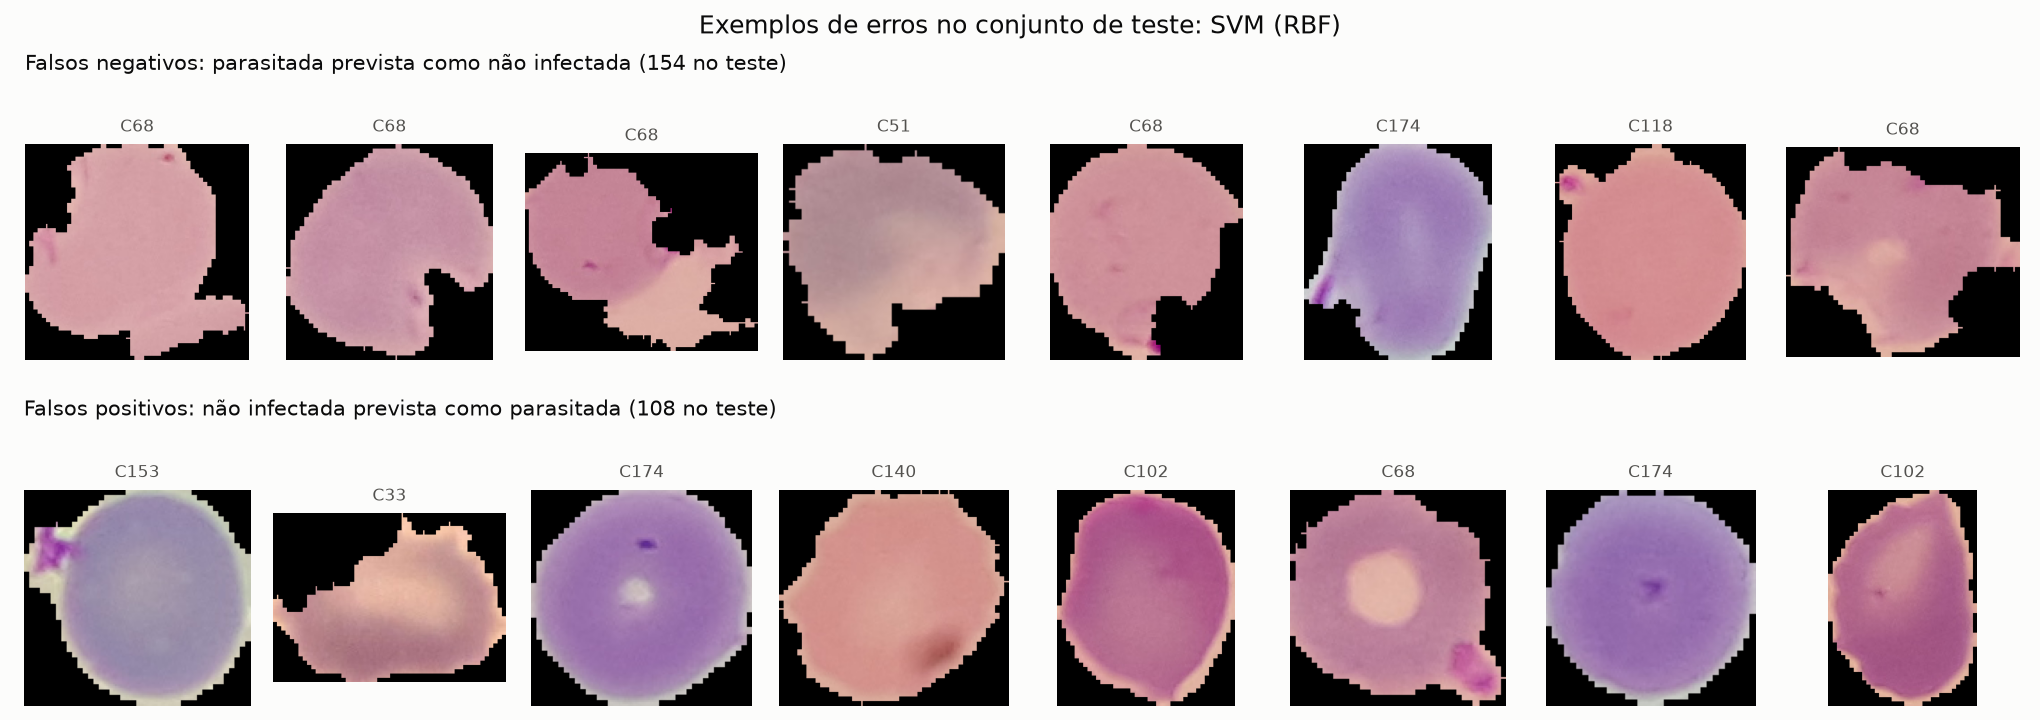 Exemplos de erros no conjunto de teste: SVM (RBF)
Falsos negativos: parasitada prevista como não infectada (154 no teste)
C68 C68 C68 C51 C68 C174 C118 C68
Falsos positivos: não infectada prevista como parasitada (108 no teste)
C153 C33 C174 C140 C102 C68 C174 C102